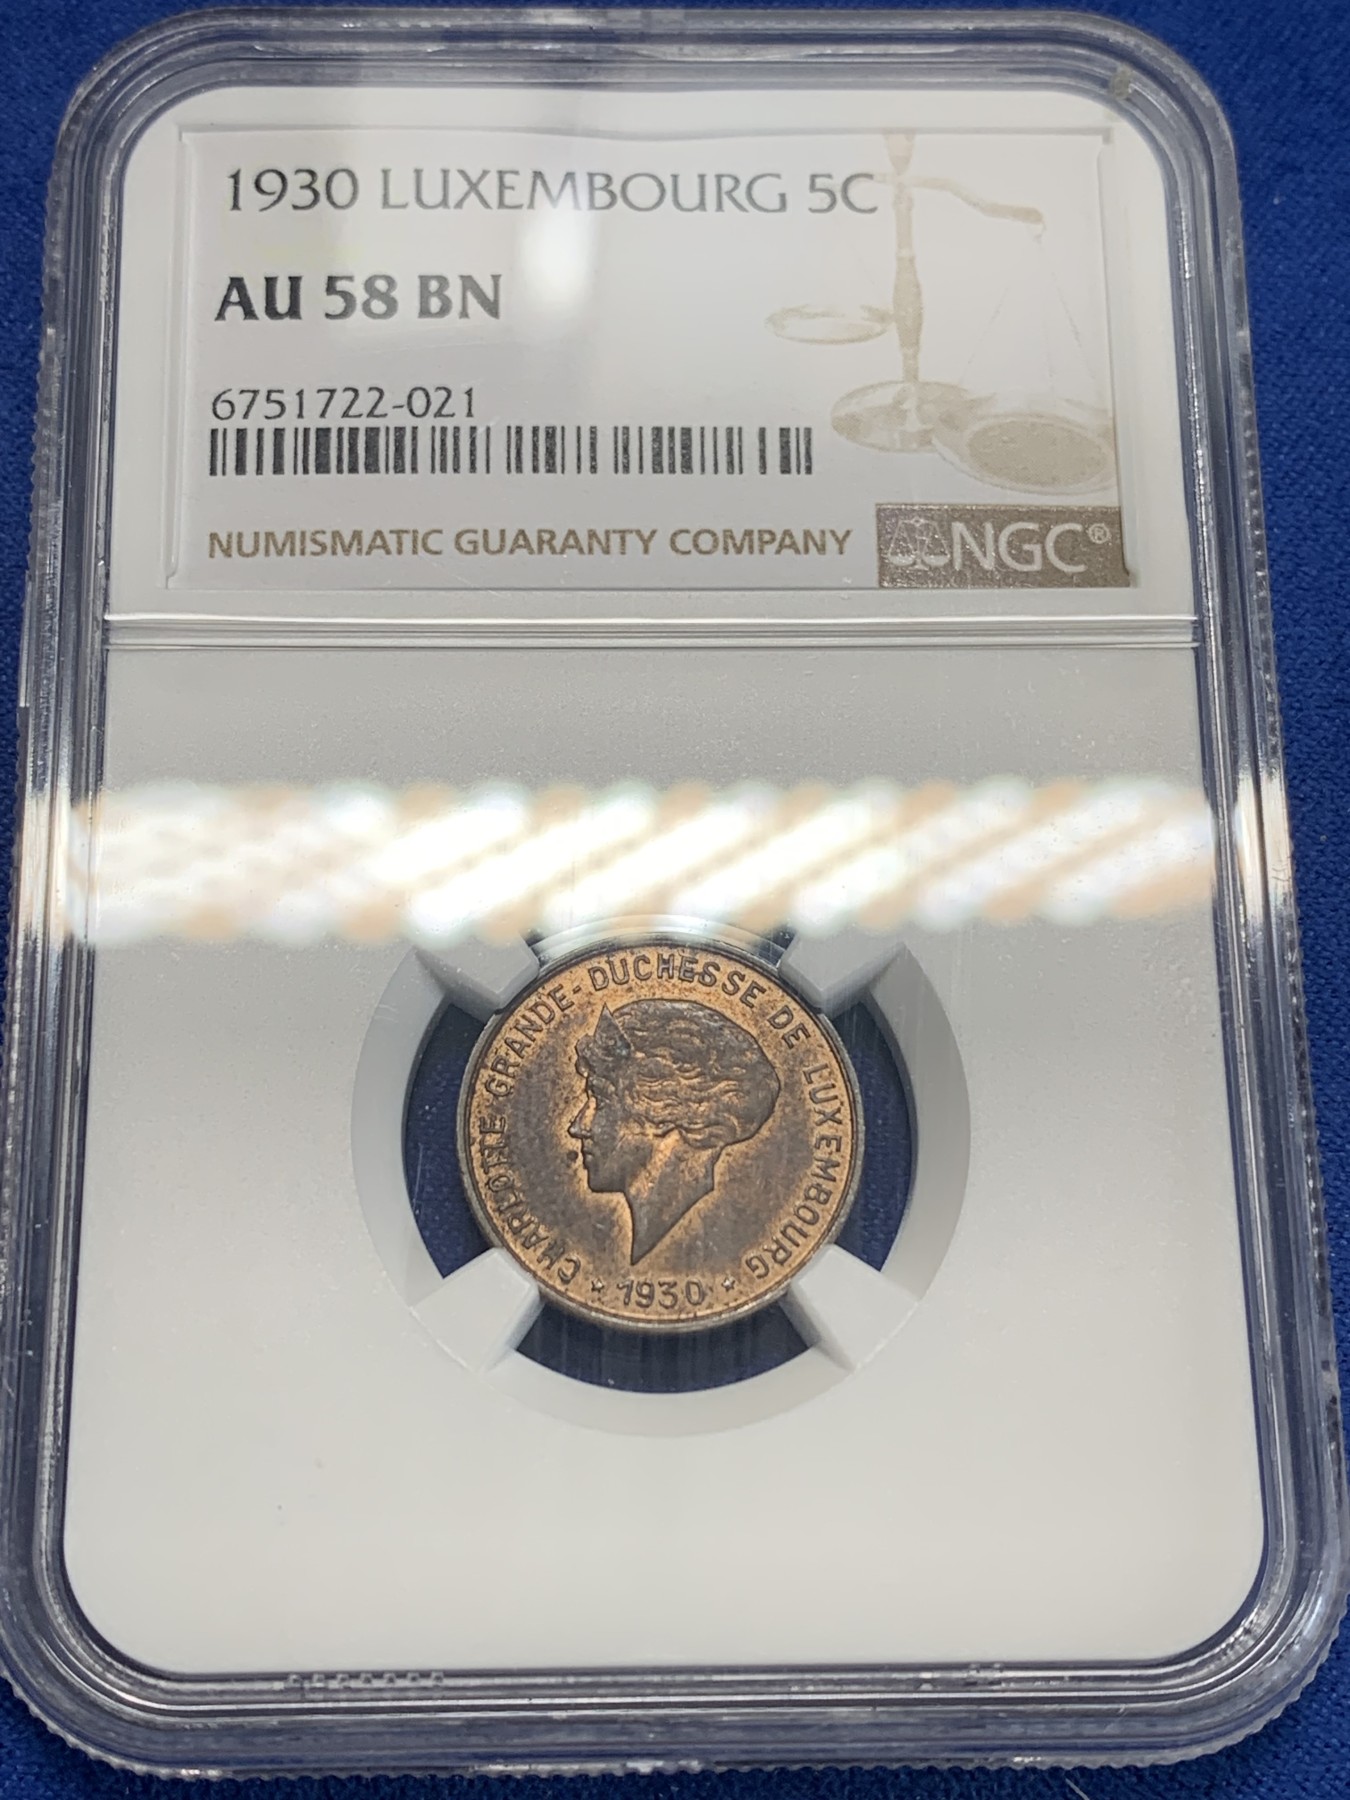 1930 LUXEMBOURG 5C
AU 58 BN
6751722-021
NUMISMATIC GUARANTY COMPANY
NGC®
CHARLOTTE GRANDE-DUCHESSE DE LUXEMBOURG
* 1930 *